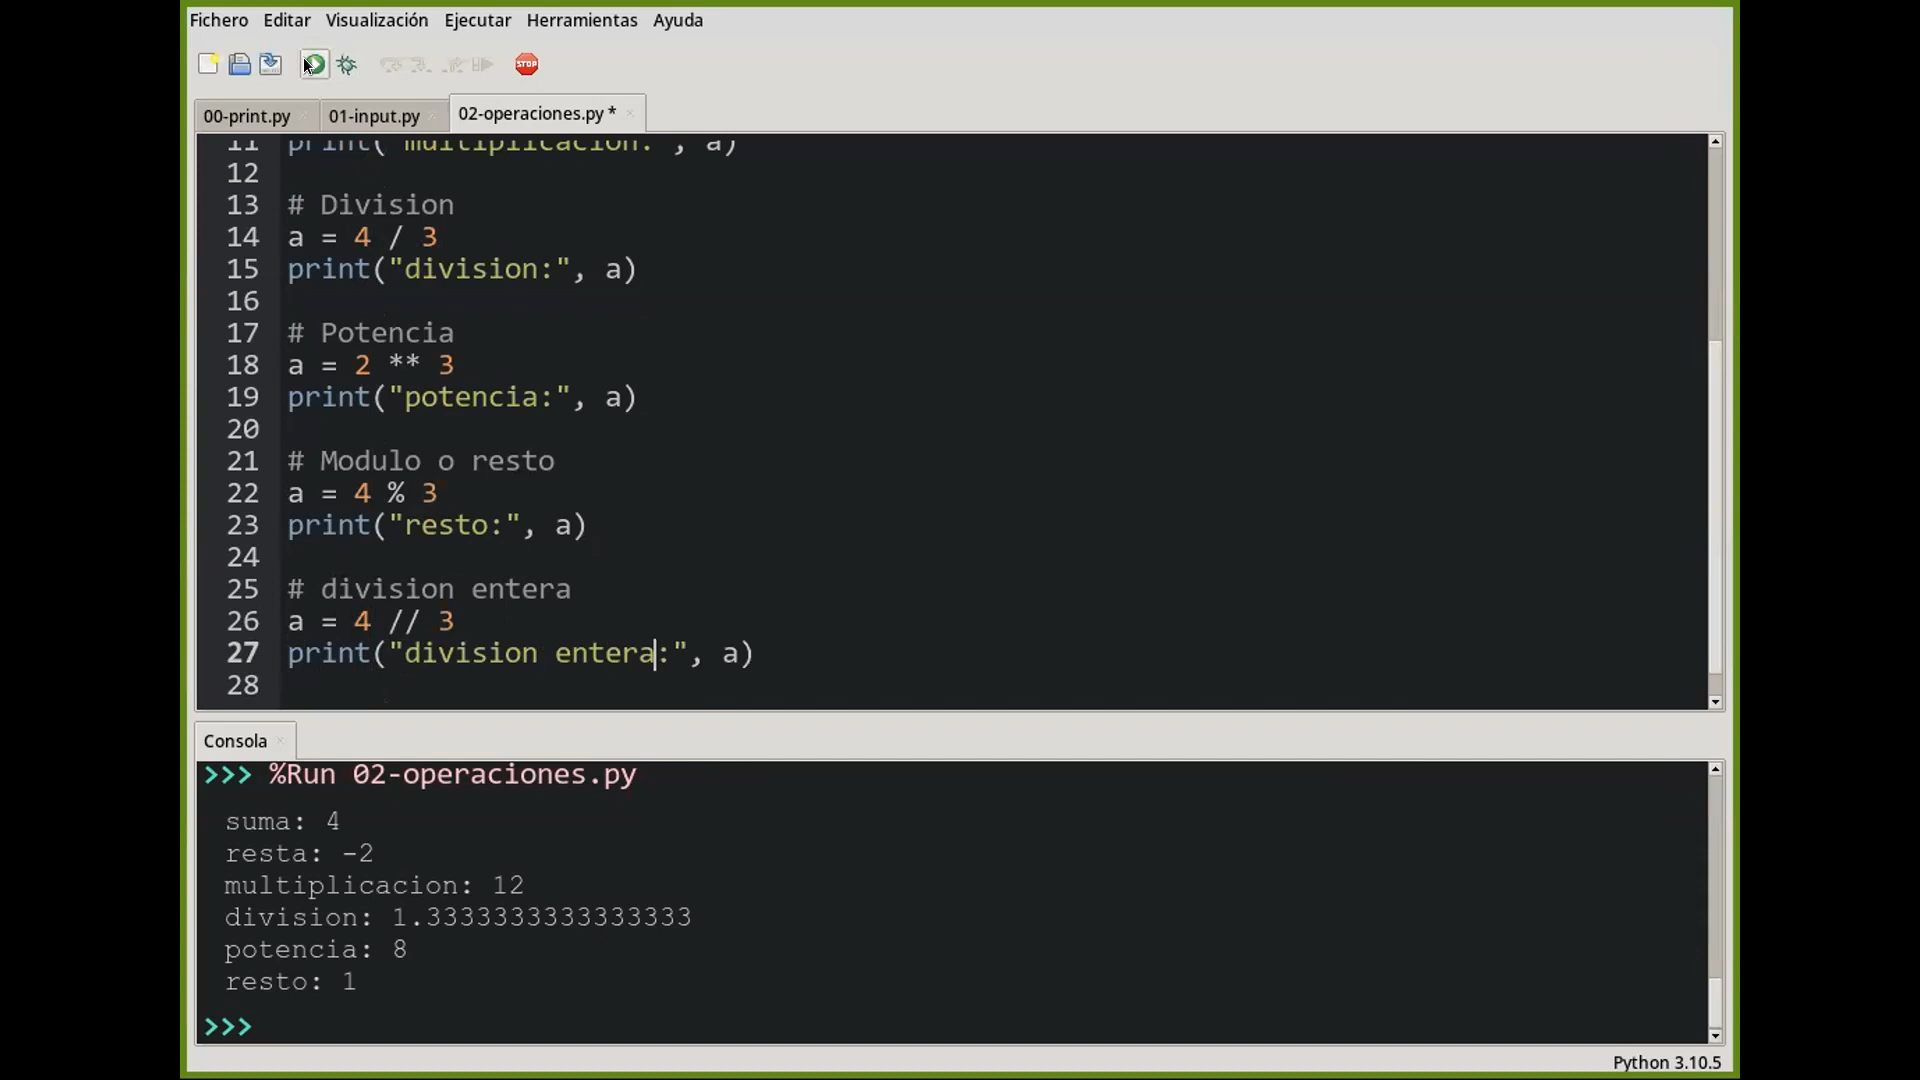 Fichero Editar Visualización Ejecutar Herramientas Ayuda
STOP
00-print.py 01-input.py 02-operaciones.py *
11 print("multiplicacion:", a)
12
13 # Division
14 a = 4 / 3
15 print("division:", a)
16
17 # Potencia
18 a = 2 ** 3
19 print("potencia:", a)
20
21 # Modulo o resto
22 a = 4 % 3
23 print("resto:", a)
24
25 # division entera
26 a = 4 // 3
27 print("division entera:", a)
28
Consola
>>> %Run 02-operaciones.py
suma: 4
resta: -2
multiplicacion: 12
division: 1.3333333333333333
potencia: 8
resto: 1
>>>
Python 3.10.5